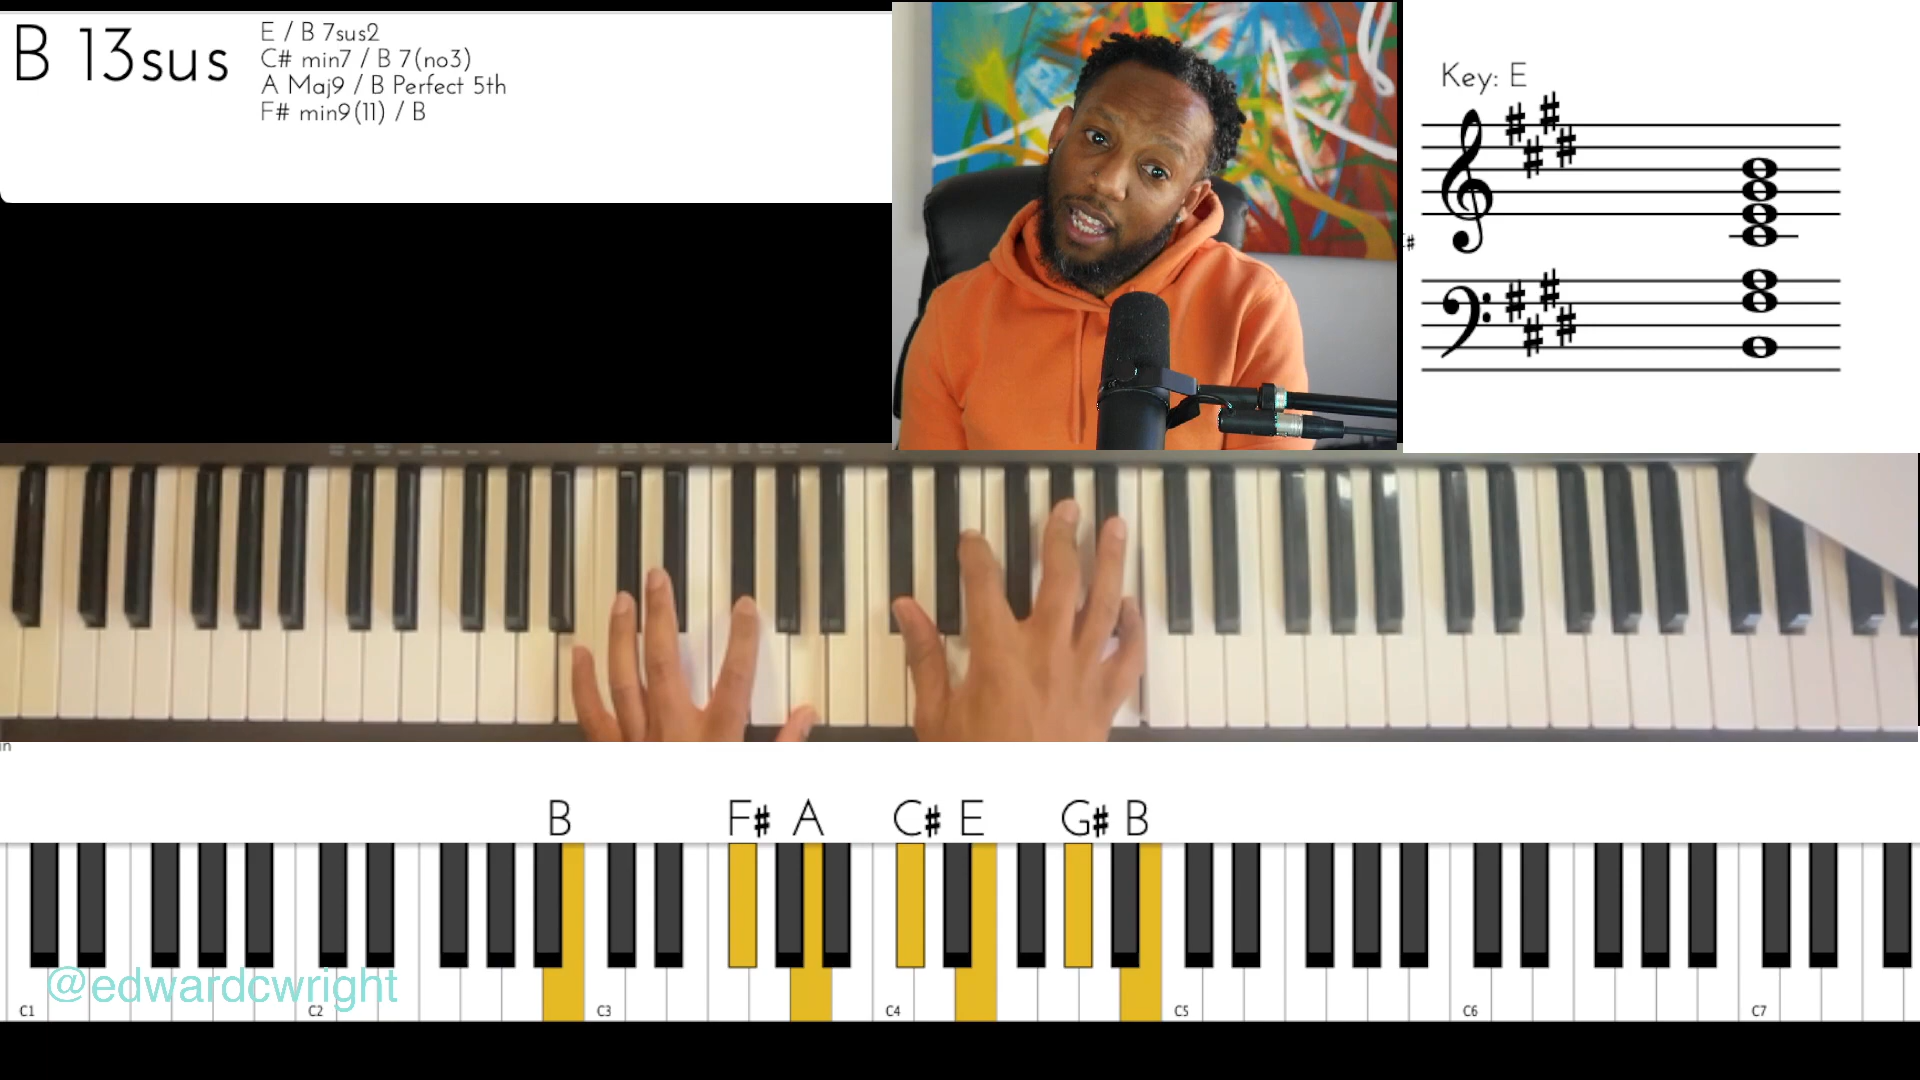 B 13sus
E / B 7sus2
C# min7 / B 7(no3)
A Maj9 / B Perfect 5th
F# min9(11) / B
Key: E
#
in
B F# A C# E G# B
C1 C2 C3 C4 C5 C6 C7
@edwardcwright